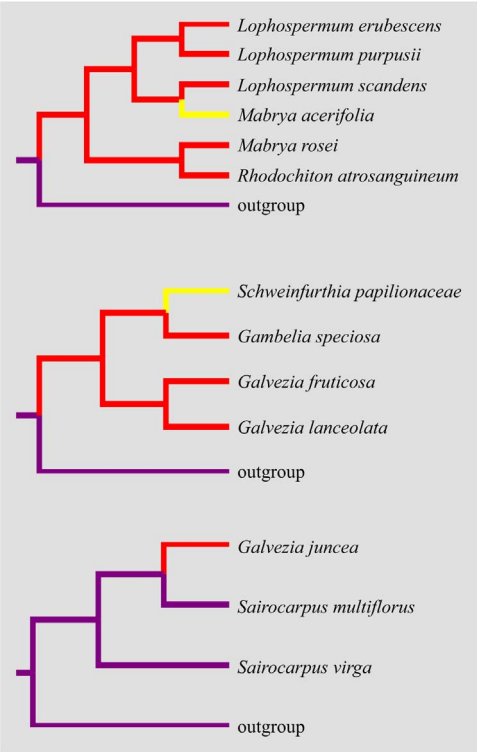 Lophospermum erubescens
Lophospermum purpusii
Lophospermum scandens
Mabrya acerifolia
Mabrya rosei
Rhodochiton atrosanguineum
outgroup
Schweinfurthia papilionaceae
Gambelia speciosa
Galvezia fruticosa
Galvezia lanceolata
outgroup
Galvezia juncea
Sairocarpus multiflorus
Sairocarpus virga
outgroup